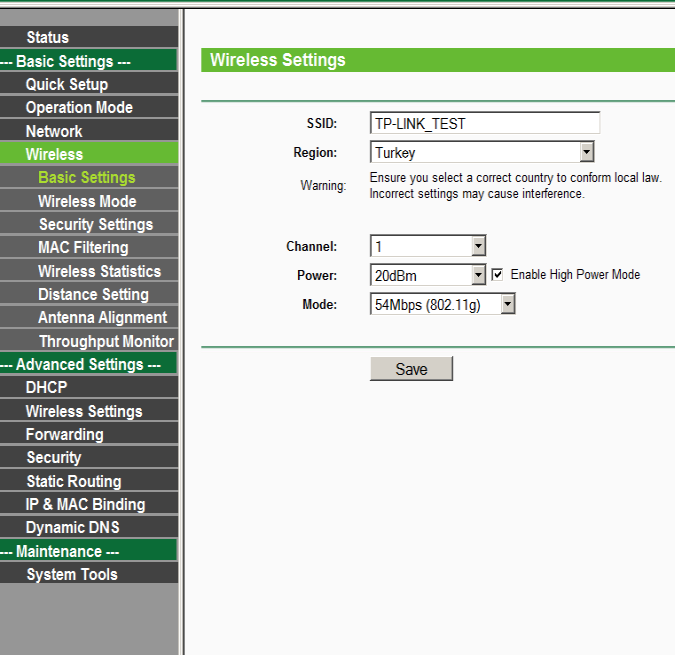 Status
--- Basic Settings ---
Quick Setup
Operation Mode
Network
Wireless
Basic Settings
Wireless Mode
Security Settings
MAC Filtering
Wireless Statistics
Distance Setting
Antenna Alignment
Throughput Monitor
--- Advanced Settings ---
DHCP
Wireless Settings
Forwarding
Security
Static Routing
IP & MAC Binding
Dynamic DNS
--- Maintenance ---
System Tools
Wireless Settings
SSID: TP-LINK_TEST
Region: Turkey
Warning: Ensure you select a correct country to conform local law.
Incorrect settings may cause interference.
Channel: 1
Power: 20dBm Enable High Power Mode
Mode: 54Mbps (802.11g)
Save